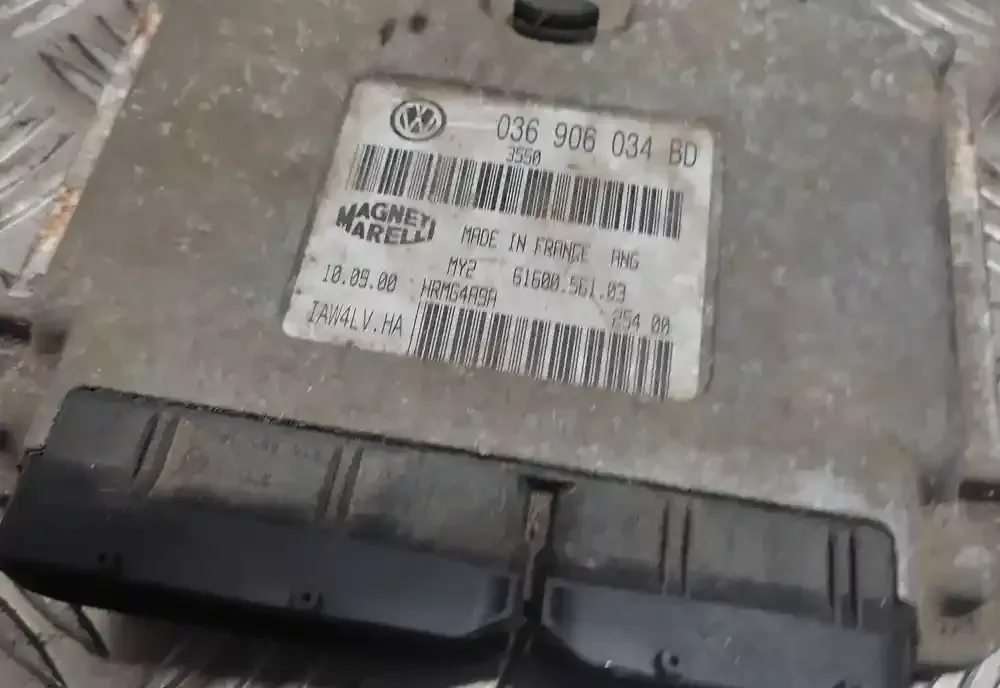 036 906 034 BD
3550
MAGNETI
MARELLI
MADE IN FRANCE ANG
MY2 61600.561.03
10.09.00 HRMG4A9A
254 00
IAW4LV.HA